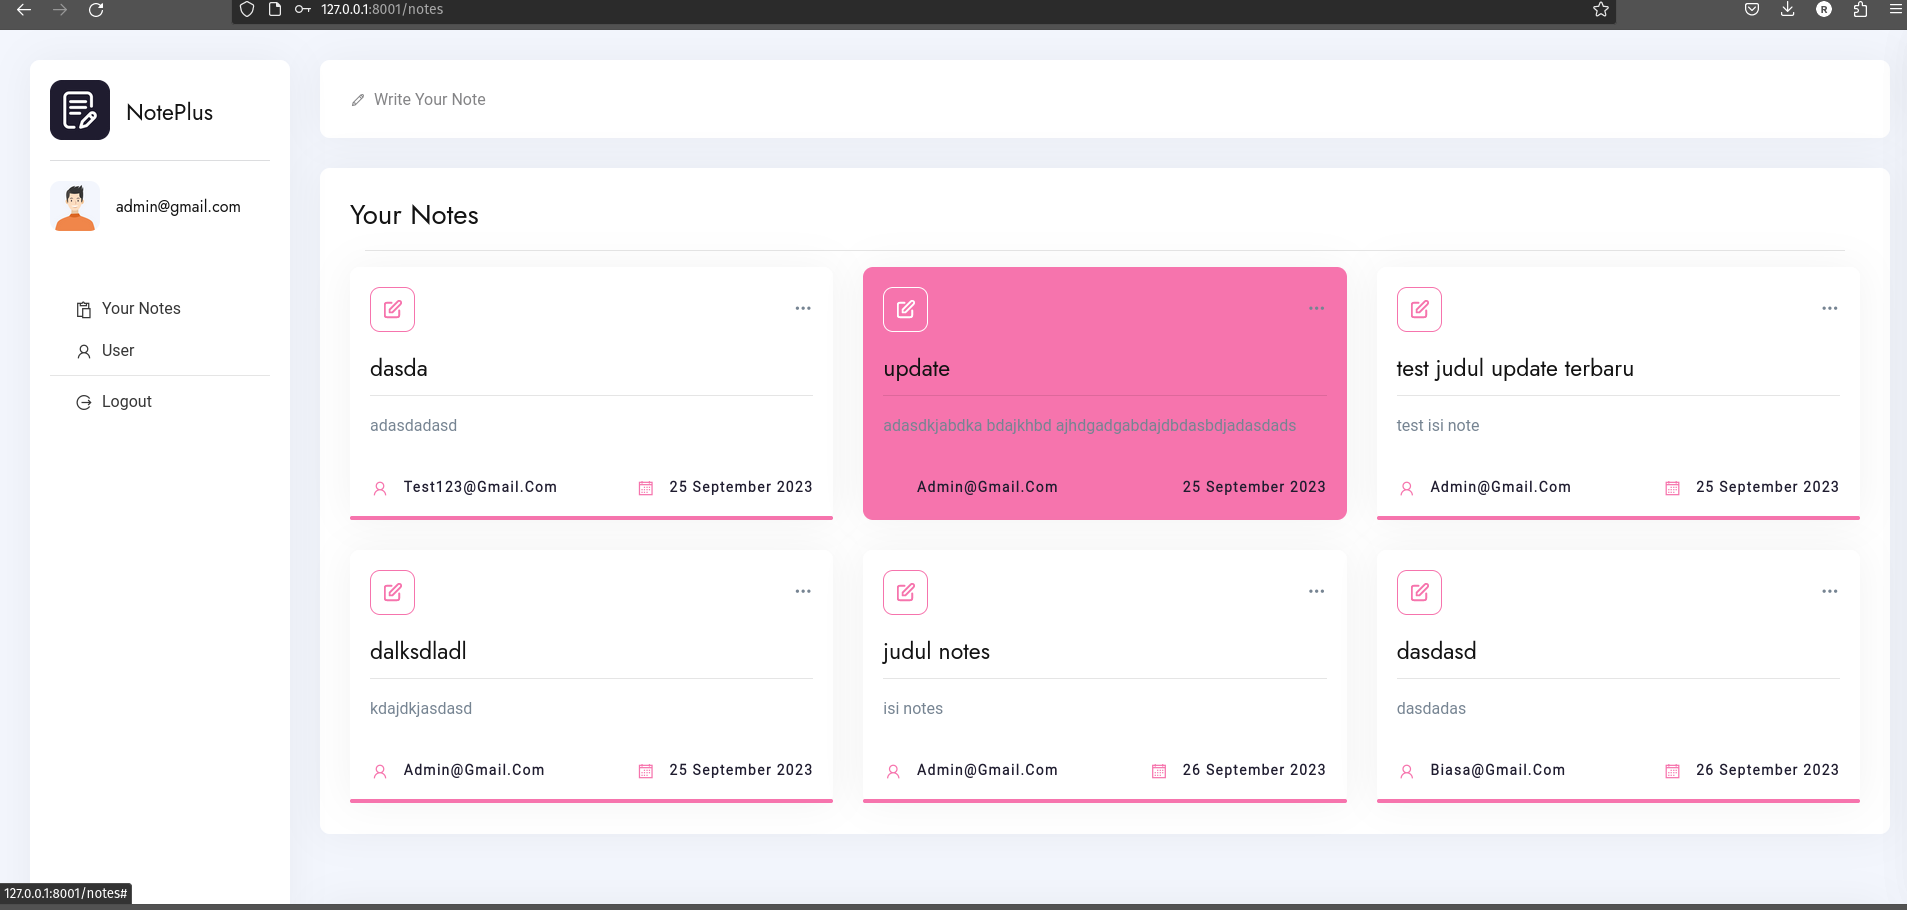 127.0.0.1:8001/notes
R
NotePlus
admin@gmail.com
Your Notes
User
Logout
Write Your Note
Your Notes
dasda
adasdadasd
Test123@Gmail.Com 25 September 2023
update
adasdkjabdka bdajkhbd ajhdgadgabdajdbdasbdjadasdads
Admin@Gmail.Com 25 September 2023
test judul update terbaru
test isi note
Admin@Gmail.Com 25 September 2023
dalksdladl
kdajdkjasdasd
Admin@Gmail.Com 25 September 2023
judul notes
isi notes
Admin@Gmail.Com 26 September 2023
dasdasd
dasdadas
Biasa@Gmail.Com 26 September 2023
127.0.0.1:8001/notes#